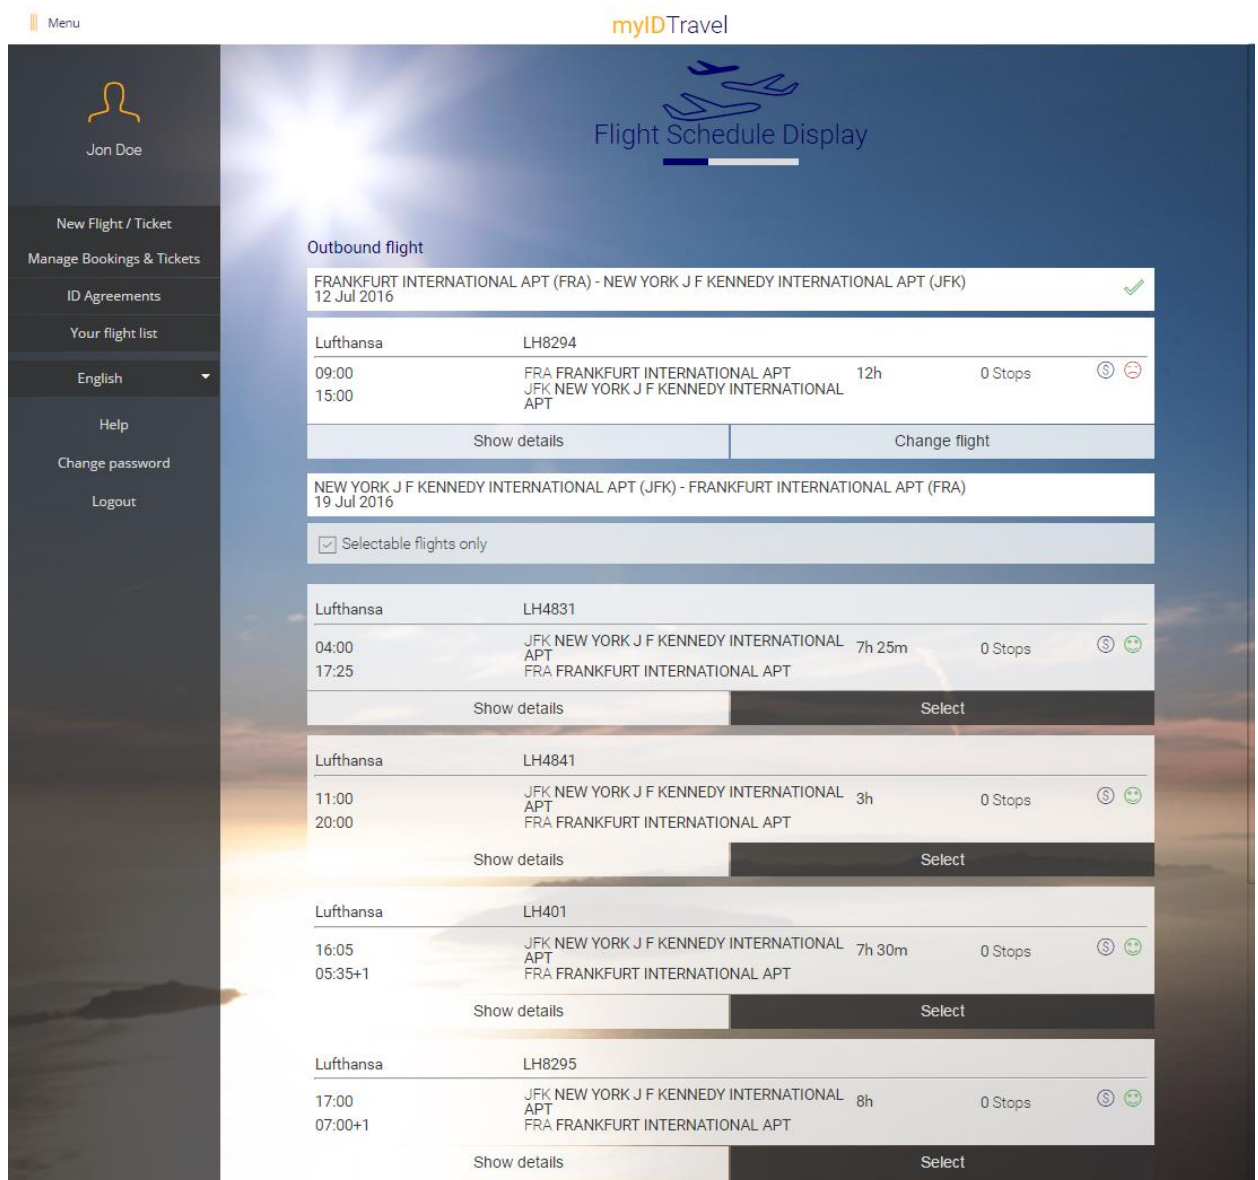 Menu
myIDTravel
Jon Doe
New Flight / Ticket
Manage Bookings & Tickets
ID Agreements
Your flight list
English
Help
Change password
Logout
Flight Schedule Display
Outbound flight
FRANKFURT INTERNATIONAL APT (FRA) - NEW YORK J F KENNEDY INTERNATIONAL APT (JFK)
12 Jul 2016
Lufthansa LH8294
09:00 FRA FRANKFURT INTERNATIONAL APT 12h 0 Stops
15:00 JFK NEW YORK J F KENNEDY INTERNATIONAL
APT
Show details Change flight
NEW YORK J F KENNEDY INTERNATIONAL APT (JFK) - FRANKFURT INTERNATIONAL APT (FRA)
19 Jul 2016
Selectable flights only
Lufthansa LH4831
04:00 JFK NEW YORK J F KENNEDY INTERNATIONAL 7h 25m 0 Stops
APT
17:25 FRA FRANKFURT INTERNATIONAL APT
Show details Select
Lufthansa LH4841
11:00 JFK NEW YORK J F KENNEDY INTERNATIONAL 3h 0 Stops
APT
20:00 FRA FRANKFURT INTERNATIONAL APT
Show details Select
Lufthansa LH401
16:05 JFK NEW YORK J F KENNEDY INTERNATIONAL 7h 30m 0 Stops
APT
05:35+1 FRA FRANKFURT INTERNATIONAL APT
Show details Select
Lufthansa LH8295
17:00 JFK NEW YORK J F KENNEDY INTERNATIONAL 8h 0 Stops
APT
07:00+1 FRA FRANKFURT INTERNATIONAL APT
Show details Select